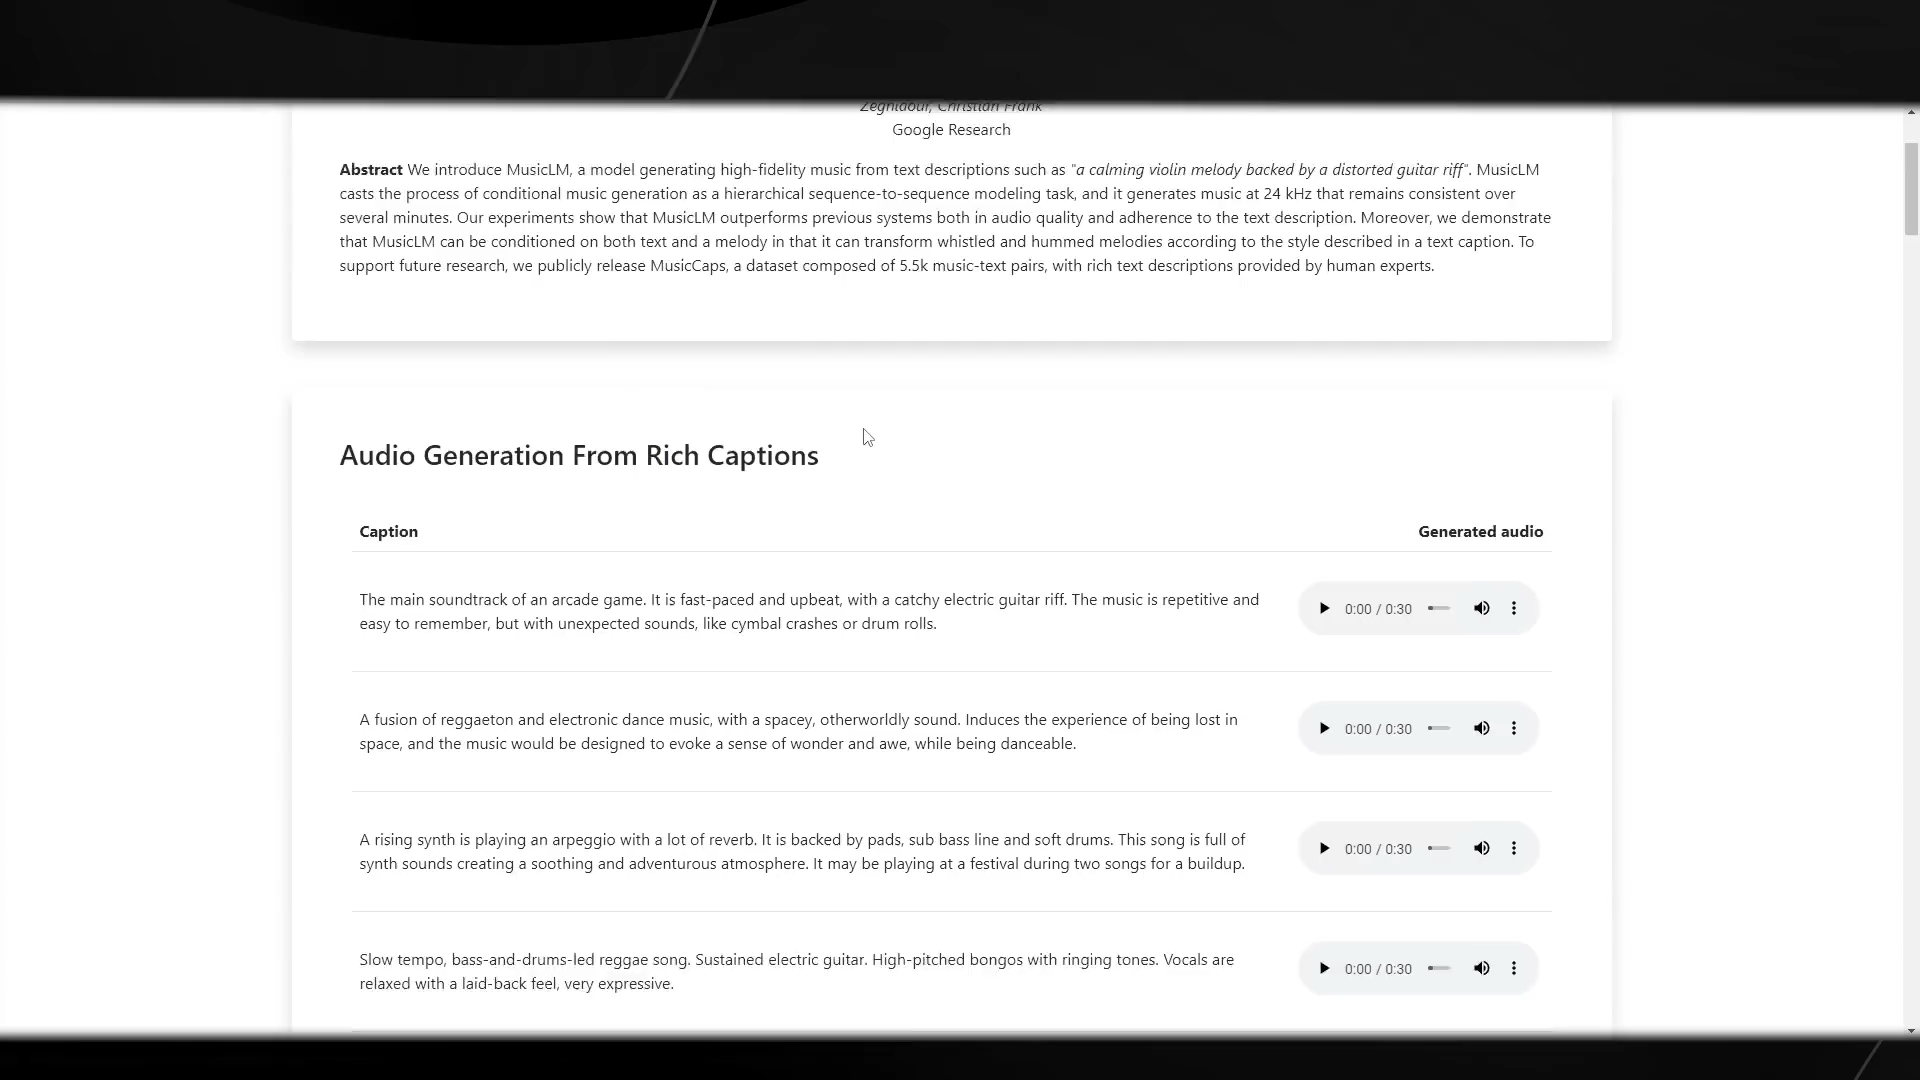 Zeghidour, Christian Frank
Google Research
Abstract We introduce MusicLM, a model generating high-fidelity music from text descriptions such as "a calming violin melody backed by a distorted guitar riff". MusicLM
casts the process of conditional music generation as a hierarchical sequence-to-sequence modeling task, and it generates music at 24 kHz that remains consistent over
several minutes. Our experiments show that MusicLM outperforms previous systems both in audio quality and adherence to the text description. Moreover, we demonstrate
that MusicLM can be conditioned on both text and a melody in that it can transform whistled and hummed melodies according to the style described in a text caption. To
support future research, we publicly release MusicCaps, a dataset composed of 5.5k music-text pairs, with rich text descriptions provided by human experts.
Audio Generation From Rich Captions
Caption Generated audio
The main soundtrack of an arcade game. It is fast-paced and upbeat, with a catchy electric guitar riff. The music is repetitive and
easy to remember, but with unexpected sounds, like cymbal crashes or drum rolls.
0:00 / 0:30
A fusion of reggaeton and electronic dance music, with a spacey, otherworldly sound. Induces the experience of being lost in
space, and the music would be designed to evoke a sense of wonder and awe, while being danceable.
0:00 / 0:30
A rising synth is playing an arpeggio with a lot of reverb. It is backed by pads, sub bass line and soft drums. This song is full of
synth sounds creating a soothing and adventurous atmosphere. It may be playing at a festival during two songs for a buildup.
0:00 / 0:30
Slow tempo, bass-and-drums-led reggae song. Sustained electric guitar. High-pitched bongos with ringing tones. Vocals are
relaxed with a laid-back feel, very expressive.
0:00 / 0:30